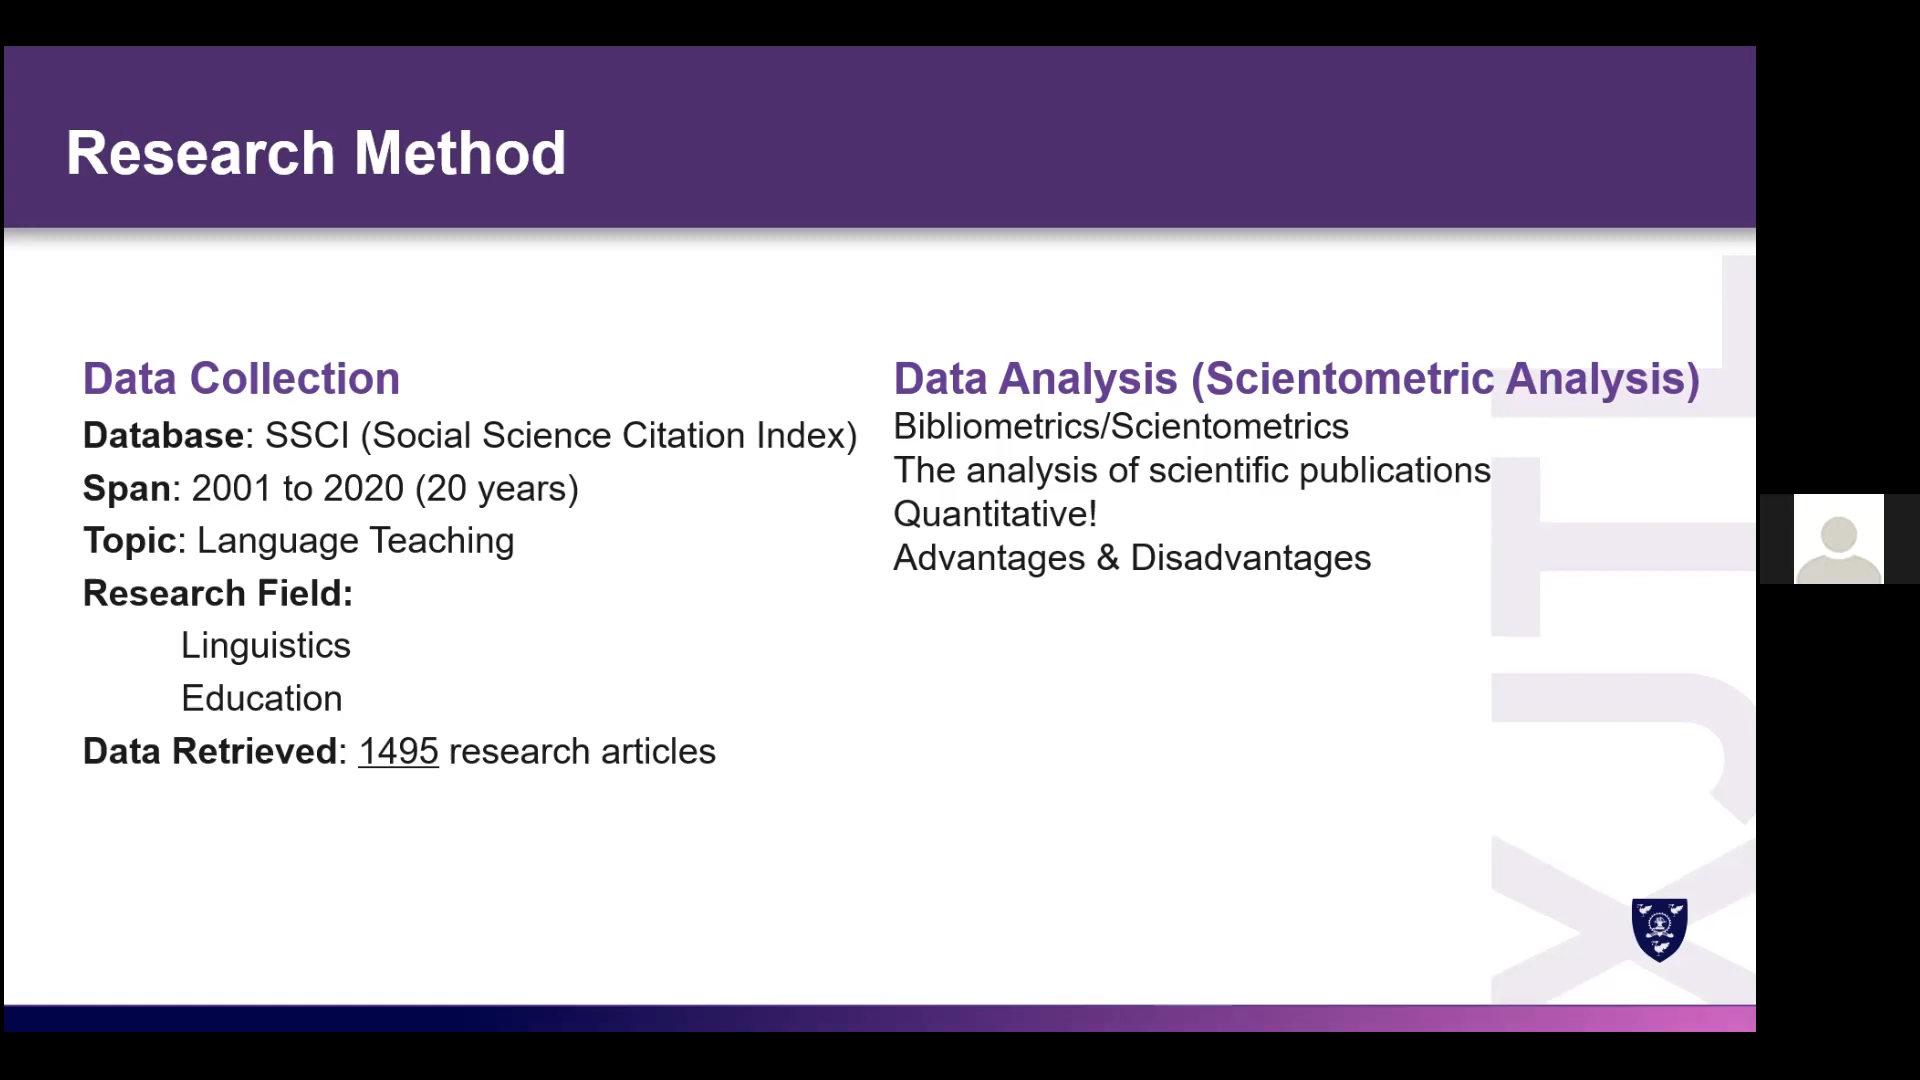 Research Method
Data Collection
Database: SSCI (Social Science Citation Index)
Span: 2001 to 2020 (20 years)
Topic: Language Teaching
Research Field:
Linguistics
Education
Data Retrieved: 1495 research articles
Data Analysis (Scientometric Analysis)
Bibliometrics/Scientometrics
The analysis of scientific publications
Quantitative!
Advantages & Disadvantages
XJTL